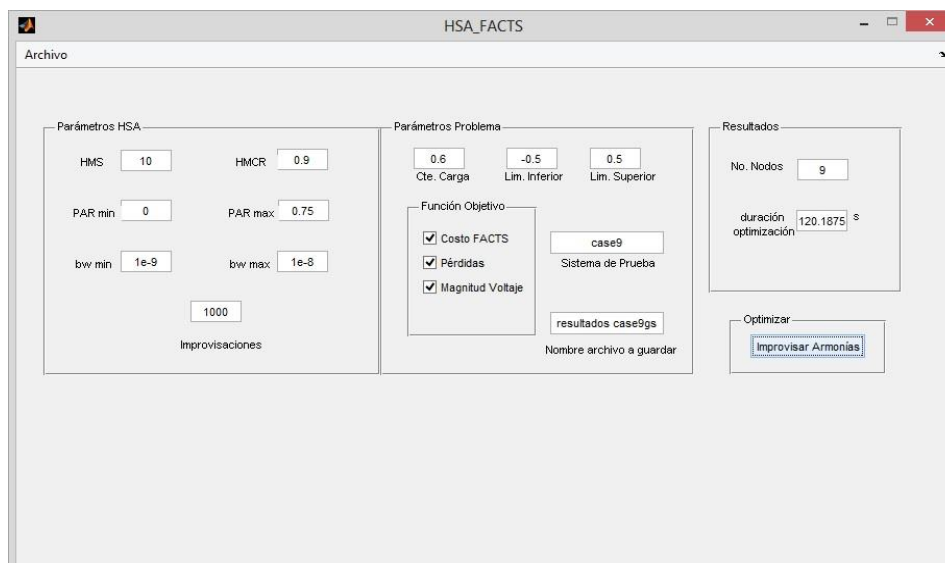 HSA_FACTS
Archivo
Parámetros HSA
HMS 10 HMCR 0.9
PAR min 0 PAR max 0.75
bw min 1e-9 bw max 1e-8
1000
Improvisaciones
Parámetros Problema
0.6 -0.5 0.5
Cte. Carga Lim. Inferior Lim. Superior
Función Objetivo
Costo FACTS
Pérdidas
Magnitud Voltaje
case9
Sistema de Prueba
resultados case9gs
Nombre archivo a guardar
Resultados
No. Nodos 9
duración
optimización 120.1875 s
Optimizar
Improvisar Armonías